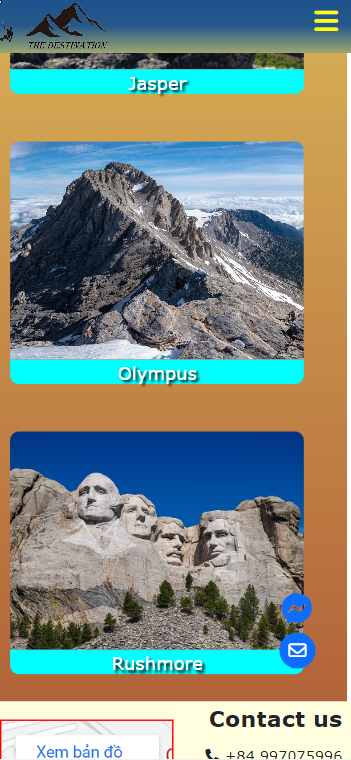 THE DESTINATION
Jasper
Olympus
Rushmore
Contact us
Xem bản đồ
+84 997075996